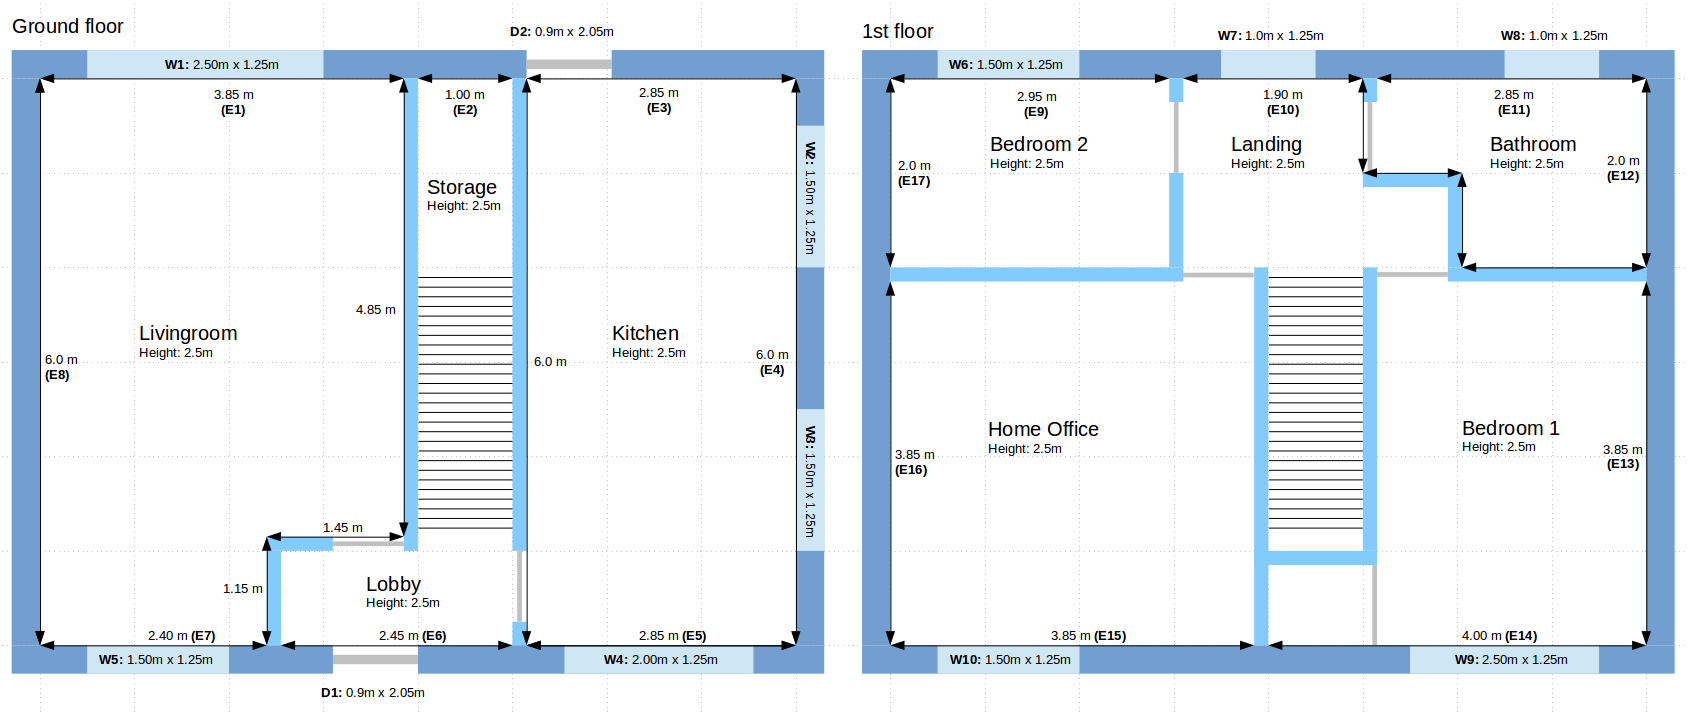 Ground floor
D2: 0.9m x 2.05m
W1: 2.50m x 1.25m
3.85 m
(E1)
1.00 m
(E2)
2.85 m
(E3)
W2: 1.50m x 1.25m
Storage
Height: 2.5m
4.85 m
Livingroom
Height: 2.5m
6.0 m
(E8)
6.0 m
Kitchen
Height: 2.5m
6.0 m
(E4)
W3: 1.50m x 1.25m
1.45 m
1.15 m
Lobby
Height: 2.5m
2.40 m (E7)
2.45 m (E6)
2.85 m (E5)
W5: 1.50m x 1.25m
W4: 2.00m x 1.25m
D1: 0.9m x 2.05m
1st floor
W7: 1.0m x 1.25m
W8: 1.0m x 1.25m
W6: 1.50m x 1.25m
2.95 m
(E9)
1.90 m
(E10)
2.85 m
(E11)
Bedroom 2
Height: 2.5m
Landing
Height: 2.5m
Bathroom
Height: 2.5m
2.0 m
(E17)
2.0 m
(E12)
Home Office
Height: 2.5m
Bedroom 1
Height: 2.5m
3.85 m
(E16)
3.85 m
(E13)
3.85 m (E15)
4.00 m (E14)
W10: 1.50m x 1.25m
W9: 2.50m x 1.25m